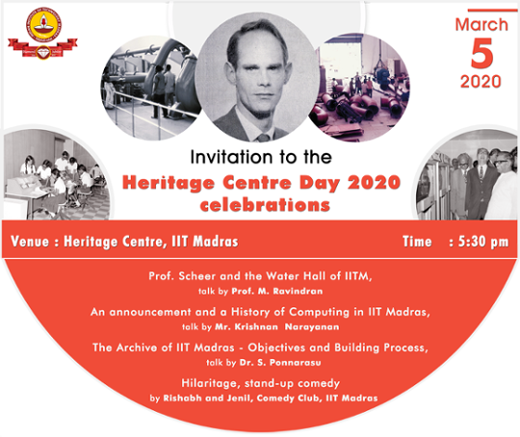 March
5
2020
Invitation to the
Heritage Centre Day 2020
celebrations
Venue : Heritage Centre, IIT Madras
Time : 5:30 pm
Prof. Scheer and the Water Hall of IITM,
talk by Prof. M. Ravindran
An announcement and a History of Computing in IIT Madras,
talk by Mr. Krishnan Narayanan
The Archive of IIT Madras - Objectives and Building Process,
talk by Dr. S. Ponnarasu
Hilaritage, stand-up comedy
by Rishabh and Jenil, Comedy Club, IIT Madras